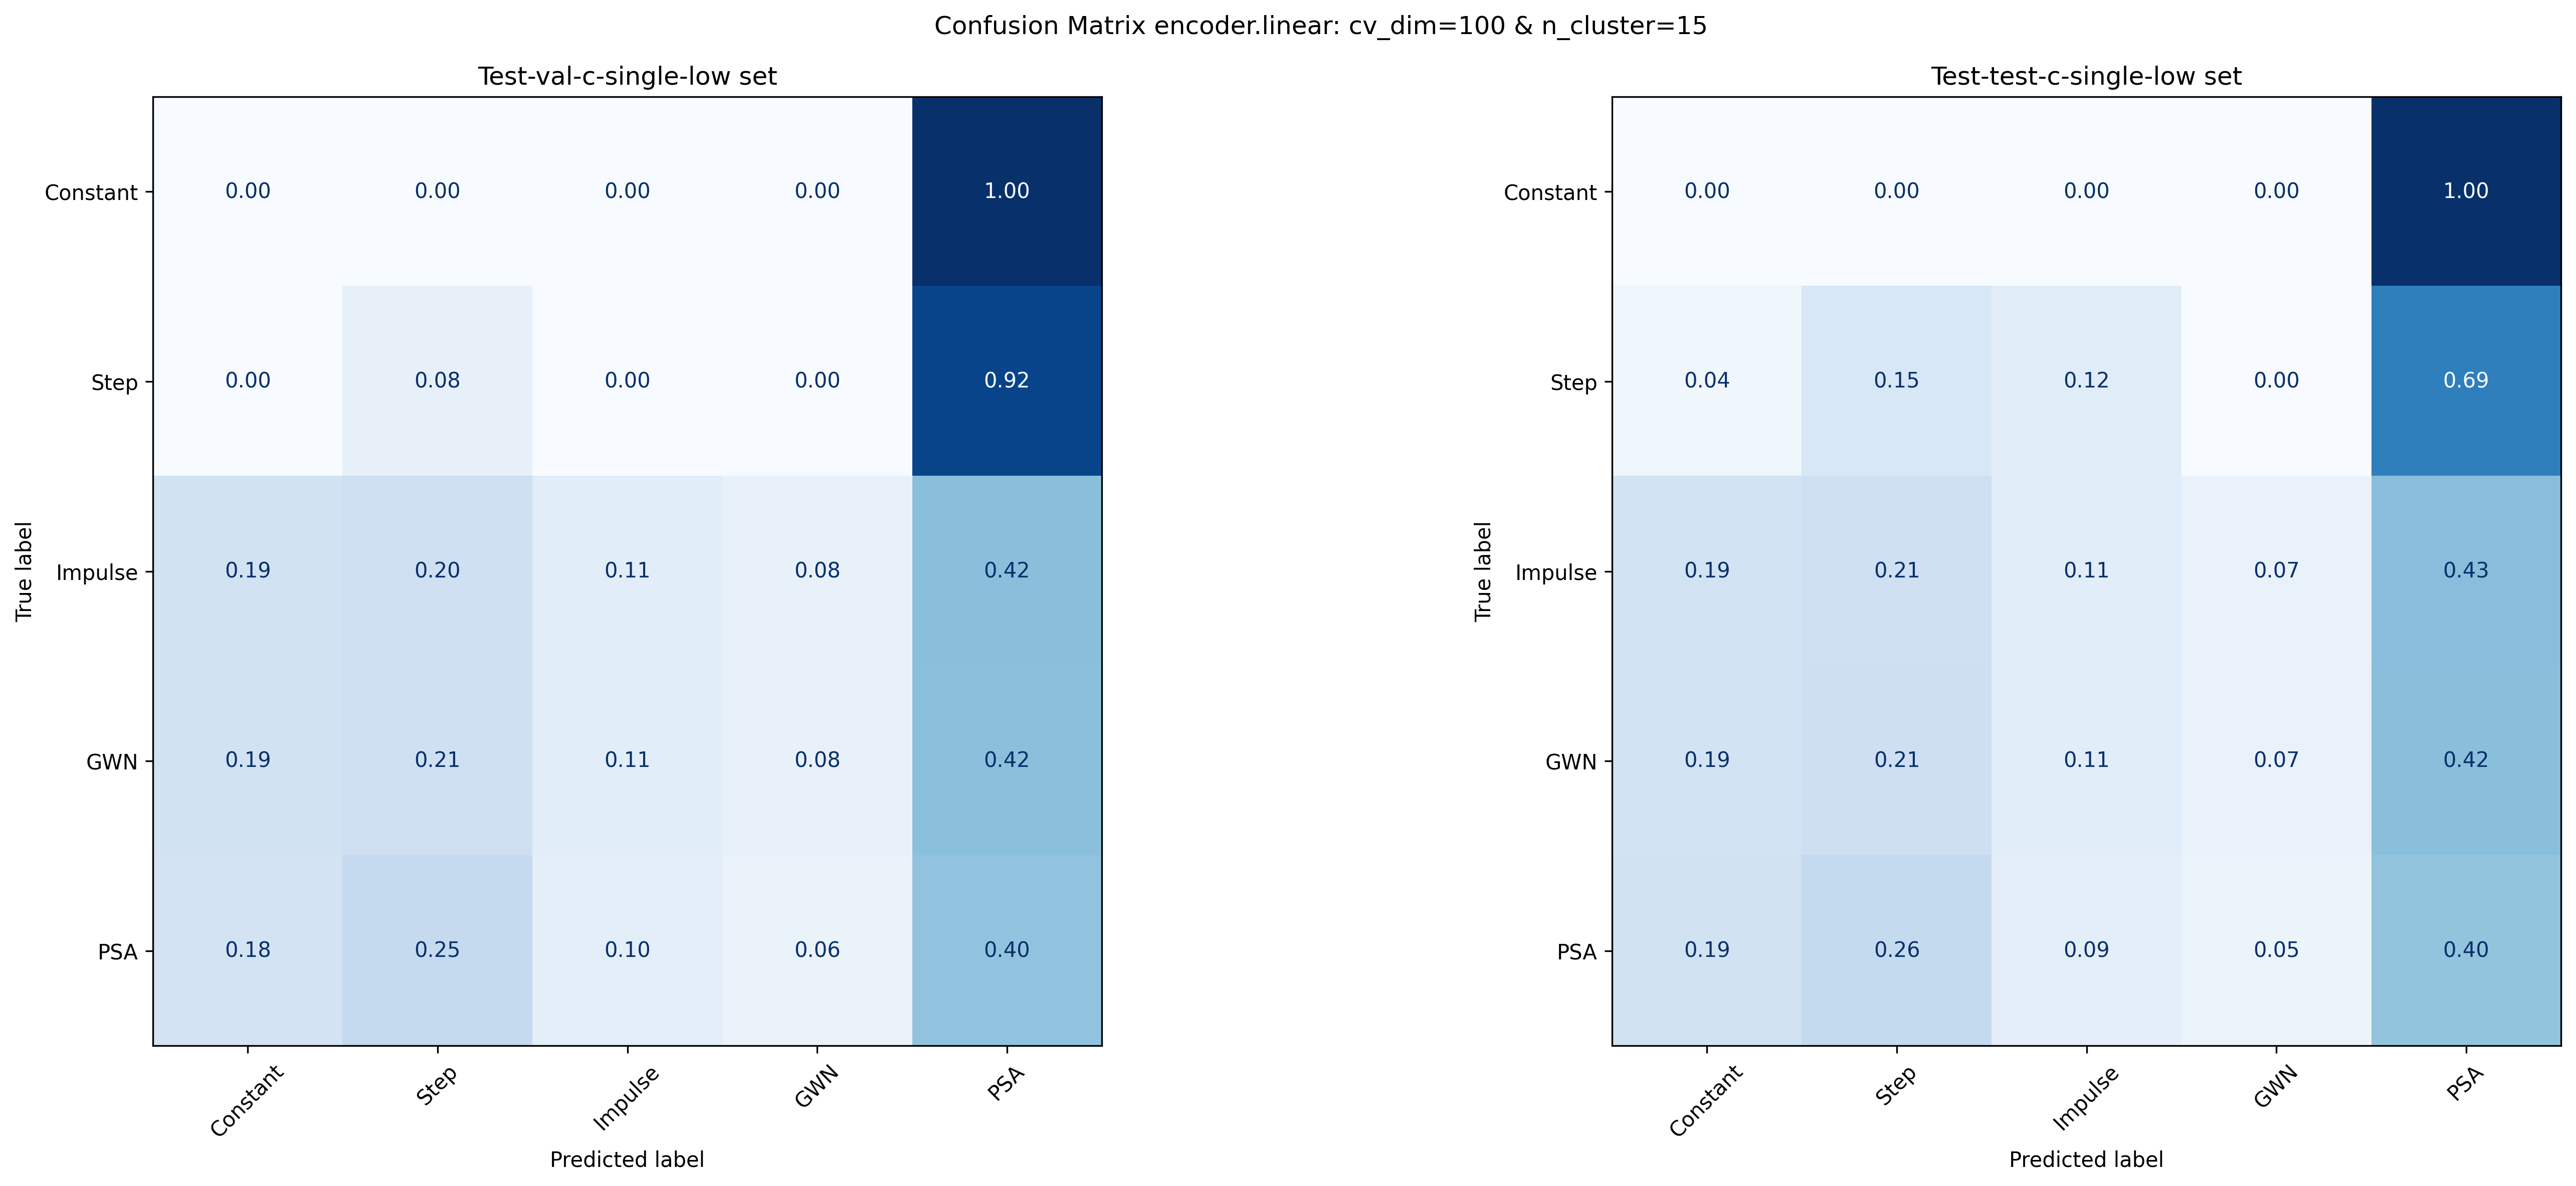 Confusion Matrix encoder.linear: cv_dim=100 & n_cluster=15
Test-val-c-single-low set
True label
Constant 0.00 0.00 0.00 0.00 1.00
Step 0.00 0.08 0.00 0.00 0.92
Impulse 0.19 0.20 0.11 0.08 0.42
GWN 0.19 0.21 0.11 0.08 0.42
PSA 0.18 0.25 0.10 0.06 0.40
Constant Step Impulse GWN PSA
Predicted label
Test-test-c-single-low set
True label
Constant 0.00 0.00 0.00 0.00 1.00
Step 0.04 0.15 0.12 0.00 0.69
Impulse 0.19 0.21 0.11 0.07 0.43
GWN 0.19 0.21 0.11 0.07 0.42
PSA 0.19 0.26 0.09 0.05 0.40
Constant Step Impulse GWN PSA
Predicted label